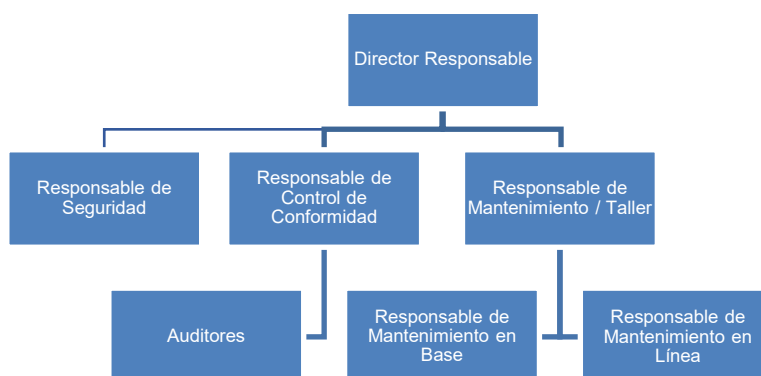 Director Responsable
Responsable de
Seguridad
Responsable de
Control de
Conformidad
Responsable de
Mantenimiento / Taller
Auditores
Responsable de
Mantenimiento en
Base
Responsable de
Mantenimiento en
Línea